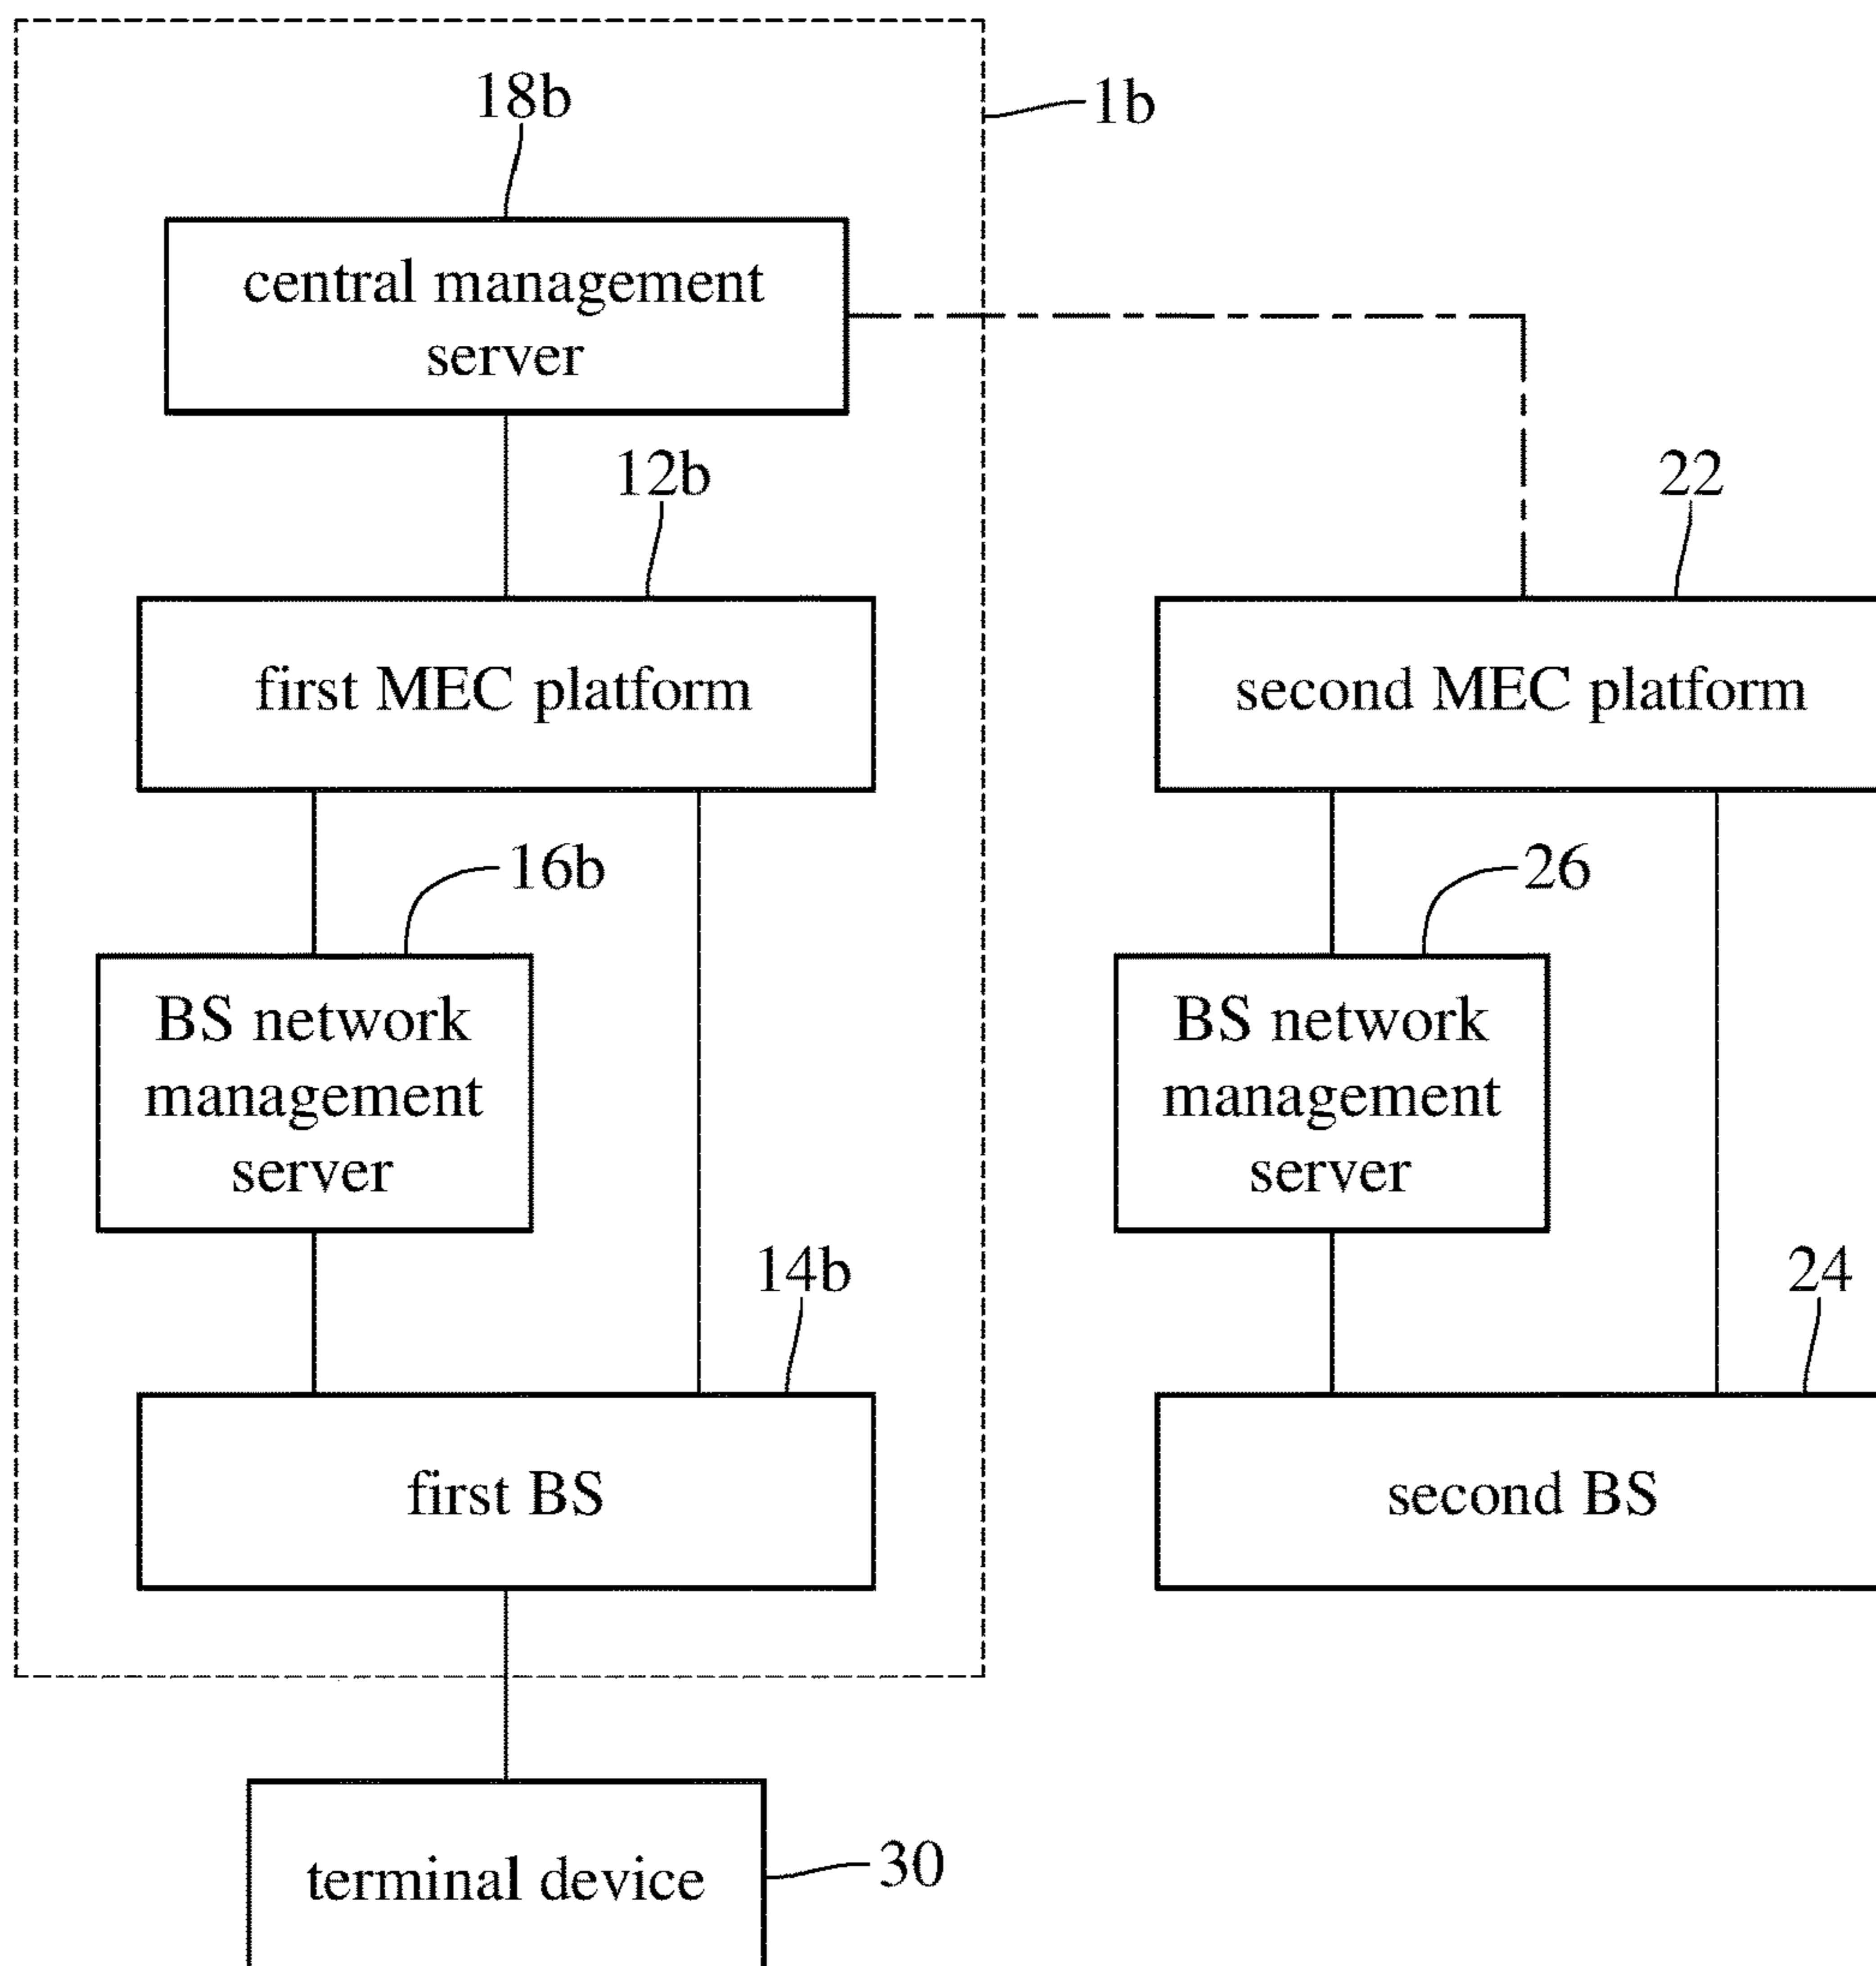 18b
1b
central management
server
12b
22
first MEC platform
second MEC platform
16b
26
BS network
management
server
BS network
management
server
14b
24
first BS
second BS
terminal device
30